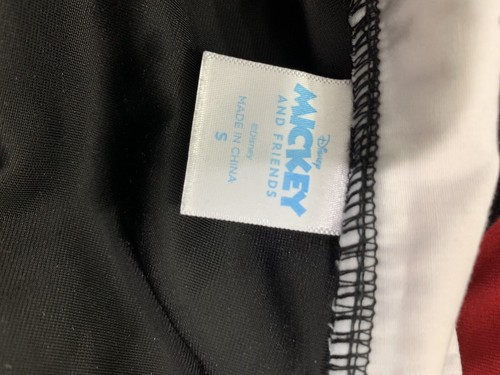 Disney
MICKEY
AND FRIENDS
©Disney
MADE IN CHINA
S